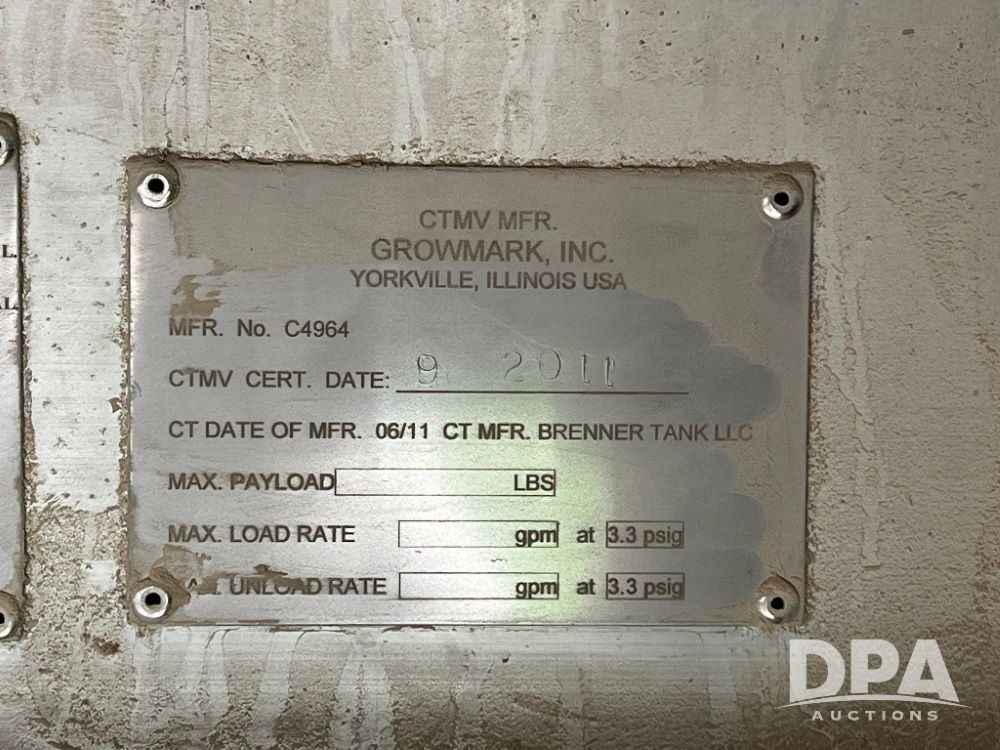 CTMV MFR.
GROWMARK, INC.
YORKVILLE, ILLINOIS USA
MFR. No. C4964
CTMV CERT. DATE: 9 2011
CT DATE OF MFR. 06/11 CT MFR. BRENNER TANK LLC
MAX. PAYLOAD LBS
MAX. LOAD RATE gpm at 3.3 psig
UNLOAD RATE gpm at 3.3 psig
DPA
AUCTIONS